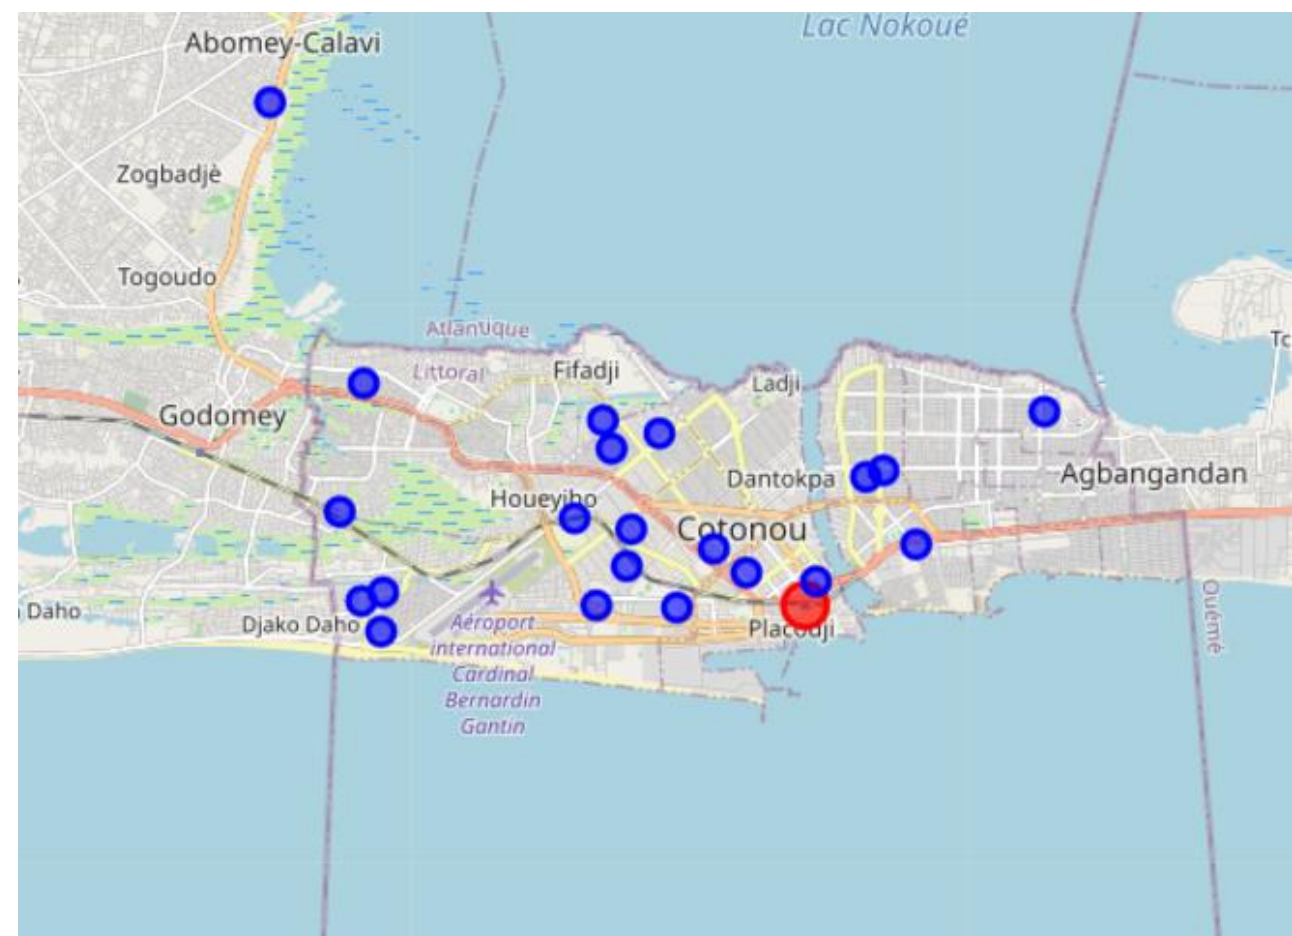 Lac Nokoué
Abomey-Calavi
Zogbadjè
Togoudo
Atlantique
Littoral
Fifadji
Ladji
Tc
Godomey
Dantokpa
Agbangandan
Houeyiho
Cotonou
Daho
Djako Daho
Placodji
Ouémé
Aéroport
international
Cardinal
Bernardin
Gantin